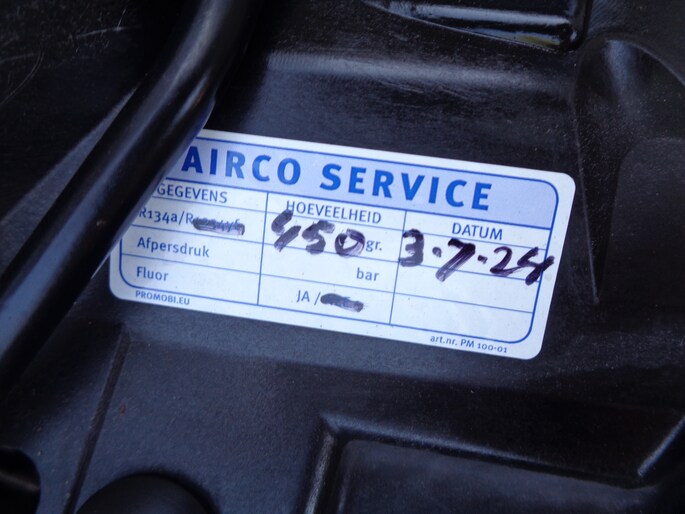 AIRCO SERVICE
GEGEVENS HOEVEELHEID DATUM
R134a/R 450 gr. 3-7-24
Afpersdruk bar
Fluor JA /
PROMOBI.EU art.nr. PM 100-01